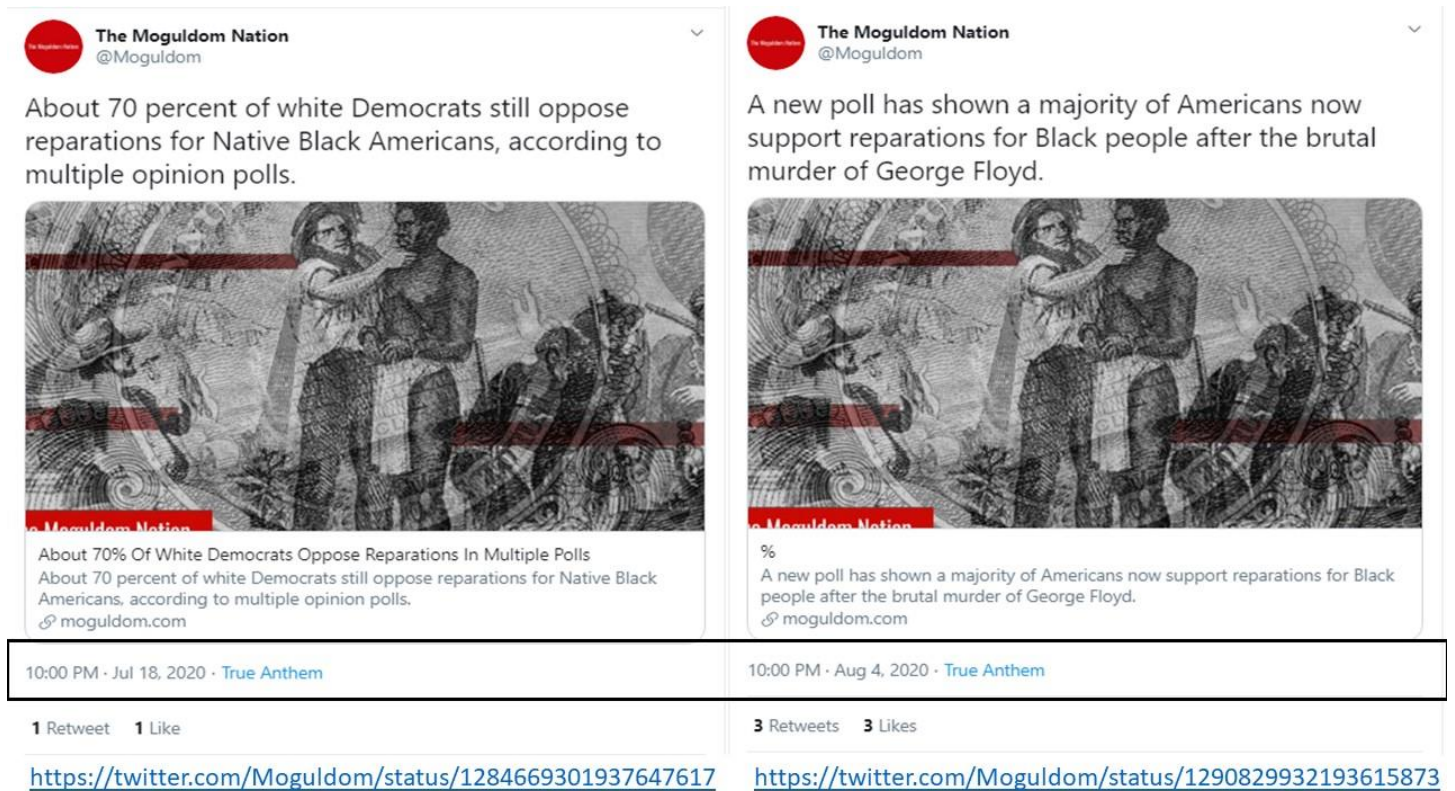 The Moguldom Nation
@Moguldom
About 70 percent of white Democrats still oppose
reparations for Native Black Americans, according to
multiple opinion polls.
About 70% Of White Democrats Oppose Reparations In Multiple Polls
About 70 percent of white Democrats still oppose reparations for Native Black
Americans, according to multiple opinion polls.
moguldom.com
10:00 PM · Jul 18, 2020 · True Anthem
1 Retweet 1 Like
https://twitter.com/Moguldom/status/1284669301937647617
The Moguldom Nation
@Moguldom
A new poll has shown a majority of Americans now
support reparations for Black people after the brutal
murder of George Floyd.
%
A new poll has shown a majority of Americans now support reparations for Black
people after the brutal murder of George Floyd.
moguldom.com
10:00 PM · Aug 4, 2020 · True Anthem
3 Retweets 3 Likes
https://twitter.com/Moguldom/status/1290829932193615873